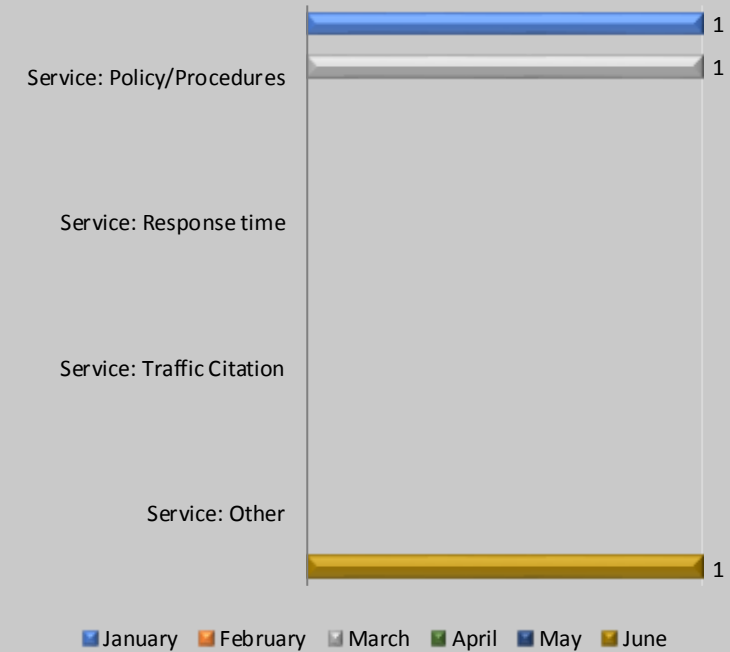 1
Service: Policy/Procedures 1
Service: Response time
Service: Traffic Citation
Service: Other
1
January February March April May June